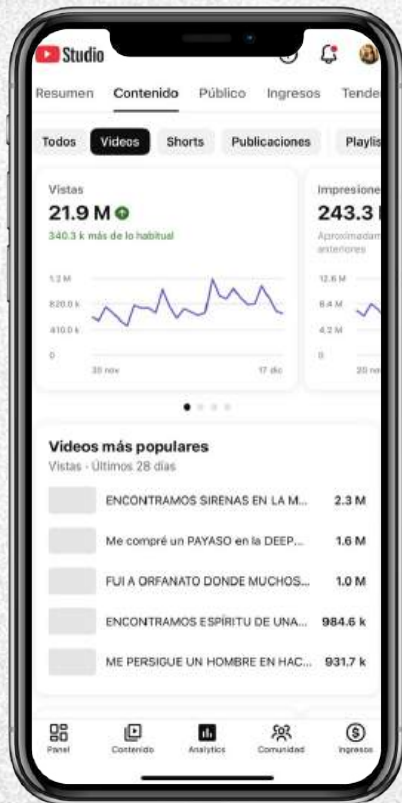 Studio
Resumen Contenido Público Ingresos Tende
Todos Videos Shorts Publicaciones Playlis
Vistas
21.9 M
340.3 k más de lo habitual
1.2 M
820.0 k
410.0 k
0
20 nov 17 dic
Impresione
243.3
Aproximadam
anteriores
12.6 M
8.4 M
4.2 M
0
20 no
Videos más populares
Vistas · Últimos 28 días
ENCONTRAMOS SIRENAS EN LA M... 2.3 M
Me compré un PAYASO en la DEEP... 1.6 M
FUI A ORFANATO DONDE MUCHOS... 1.0 M
ENCONTRAMOS ESPÍRITU DE UNA... 984.6 k
ME PERSIGUE UN HOMBRE EN HAC... 931.7 k
Panel Contenido Analytics Comunidad Ingresos